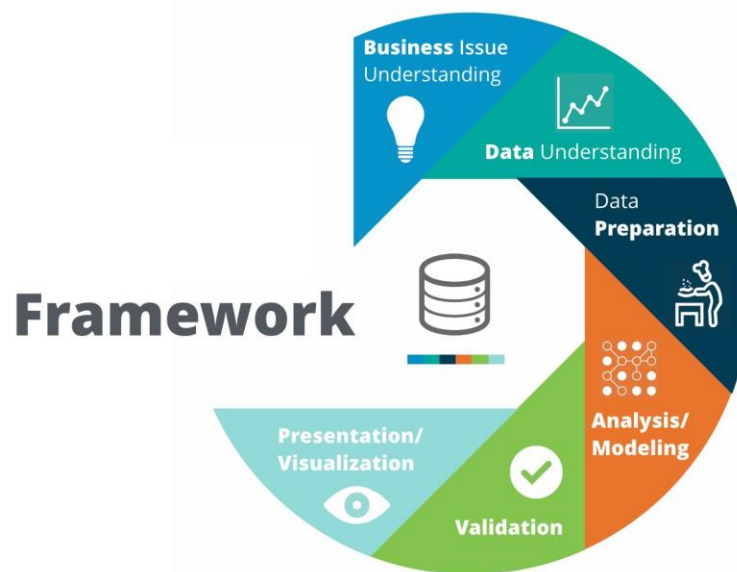 Business Issue
Understanding
Data Understanding
Data
Preparation
Framework
Analysis/
Modeling
Presentation/
Visualization
Validation